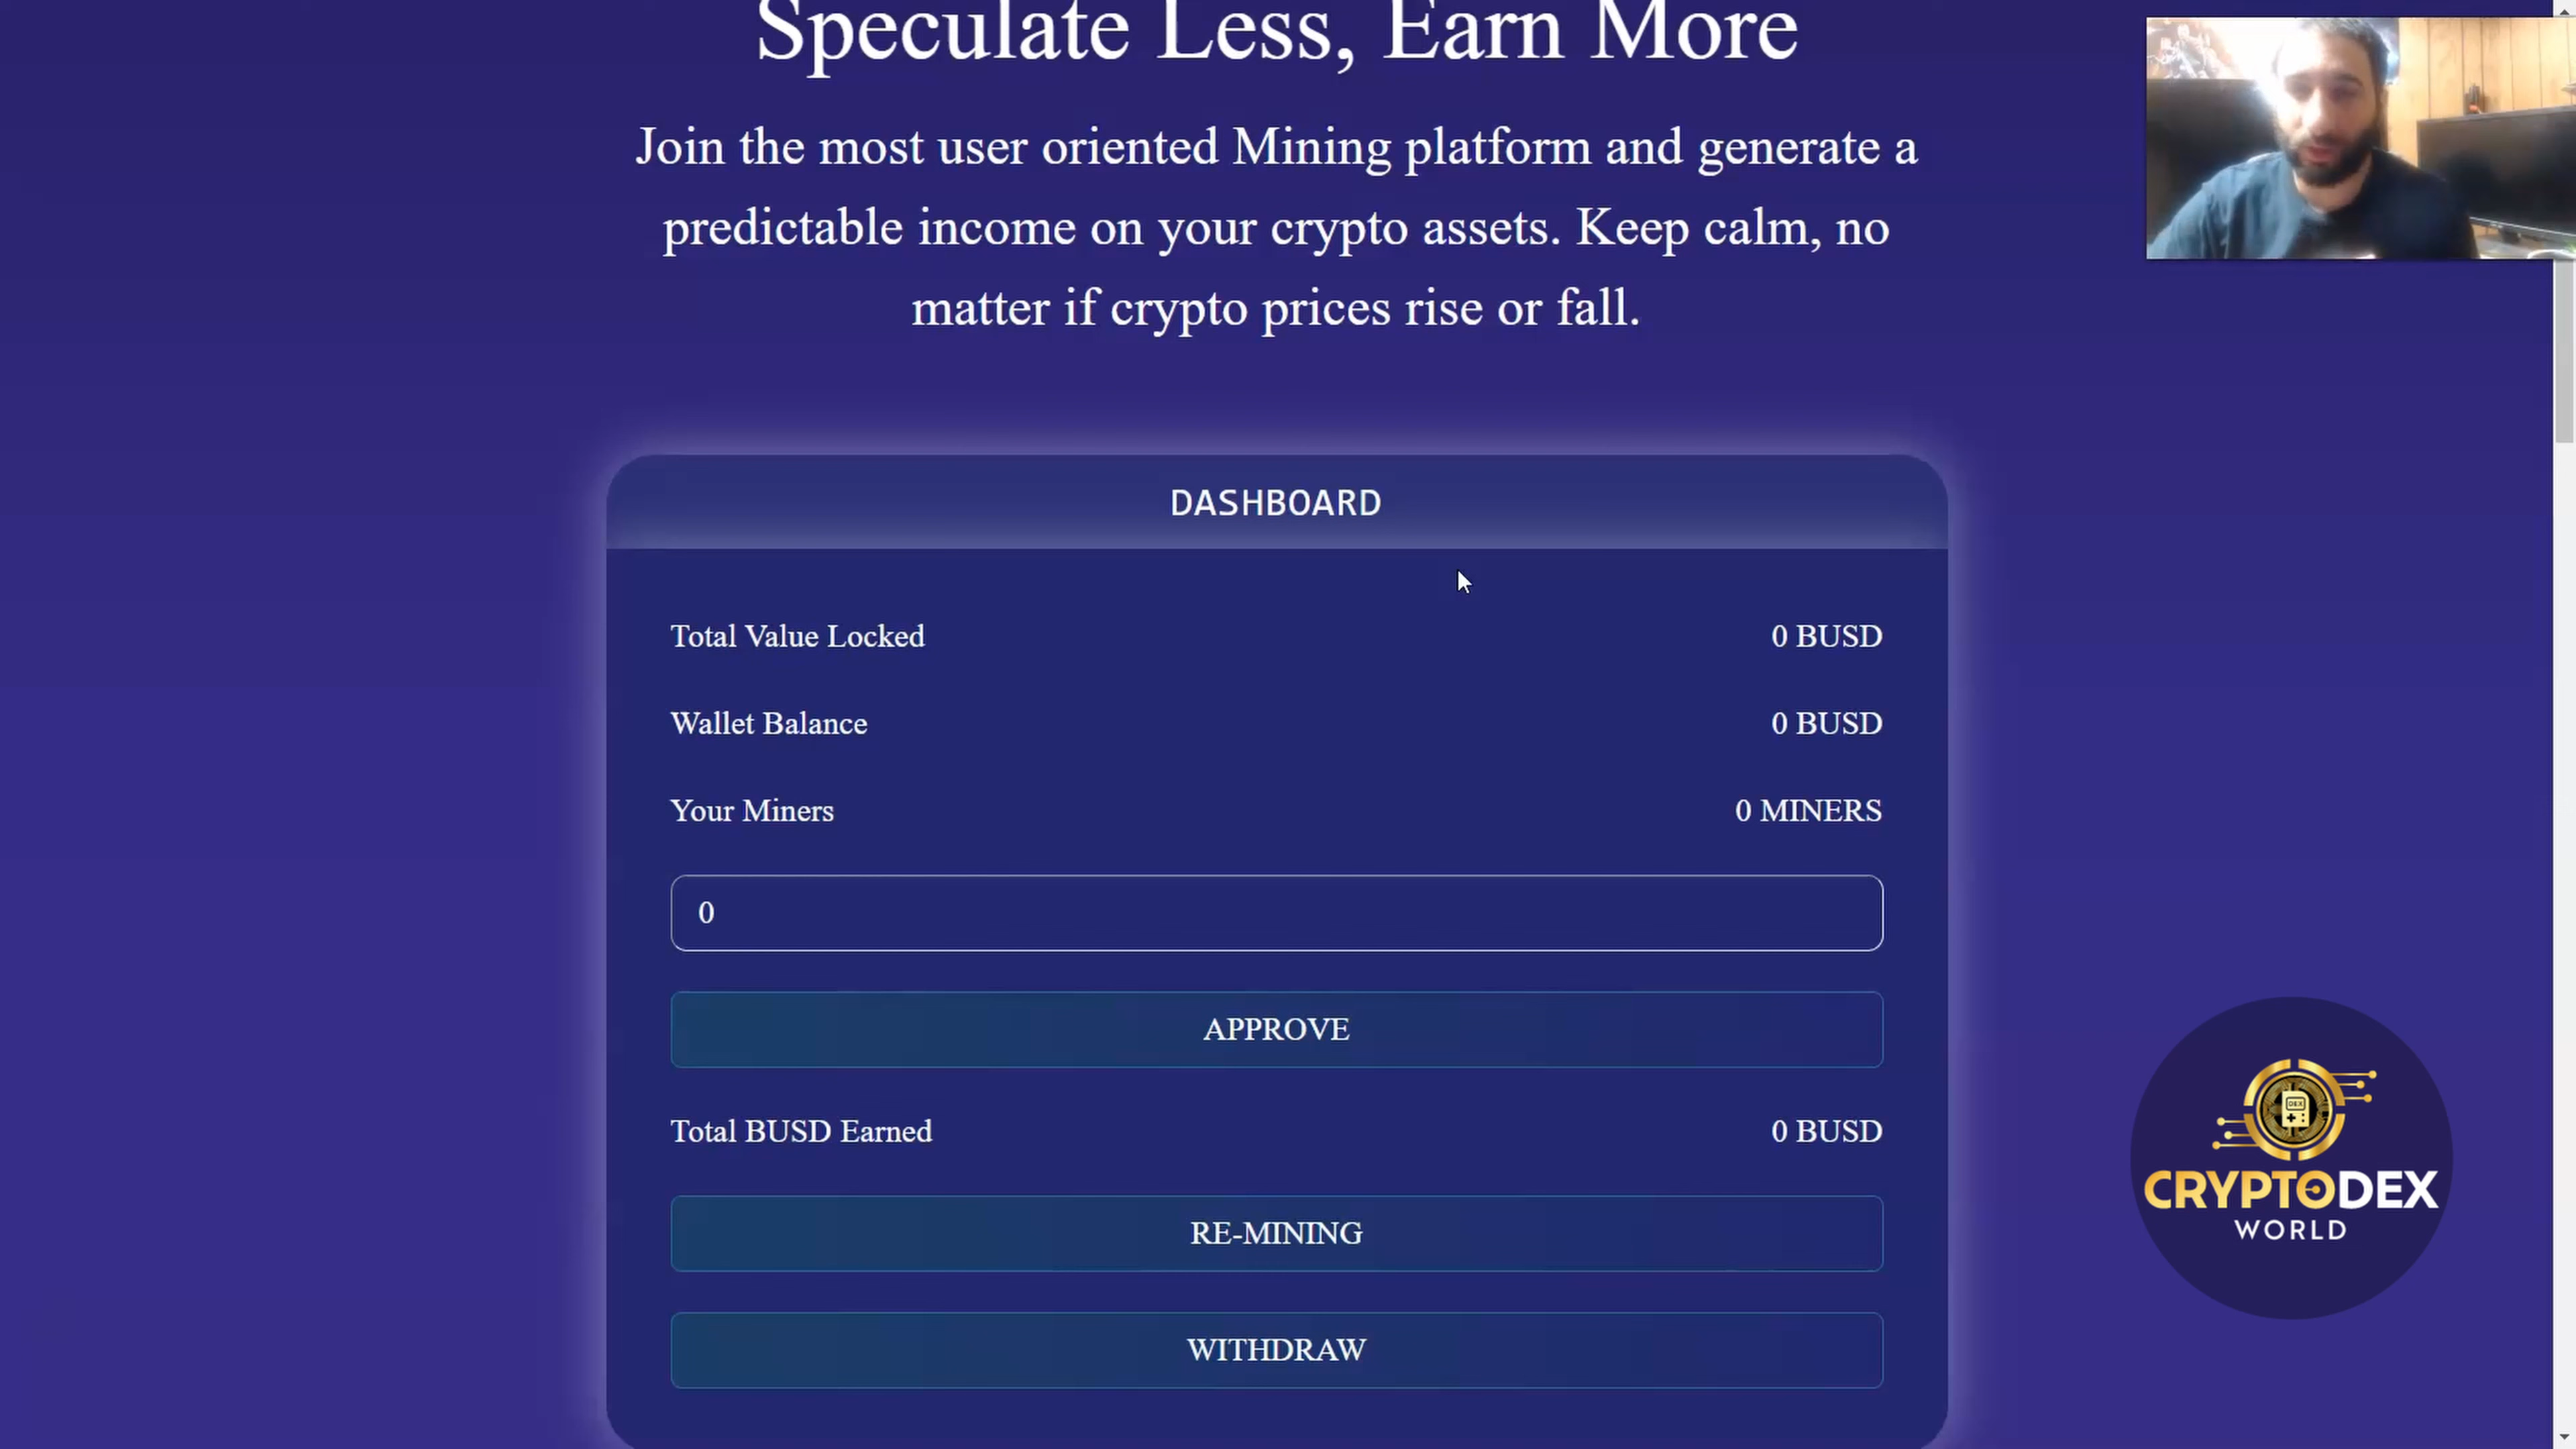 Speculate Less, Earn More
Join the most user oriented Mining platform and generate a
predictable income on your crypto assets. Keep calm, no
matter if crypto prices rise or fall.
DASHBOARD
Total Value Locked 0 BUSD
Wallet Balance 0 BUSD
Your Miners 0 MINERS
0
APPROVE
Total BUSD Earned 0 BUSD
RE-MINING
WITHDRAW
DEX
CRYPTODEX
WORLD